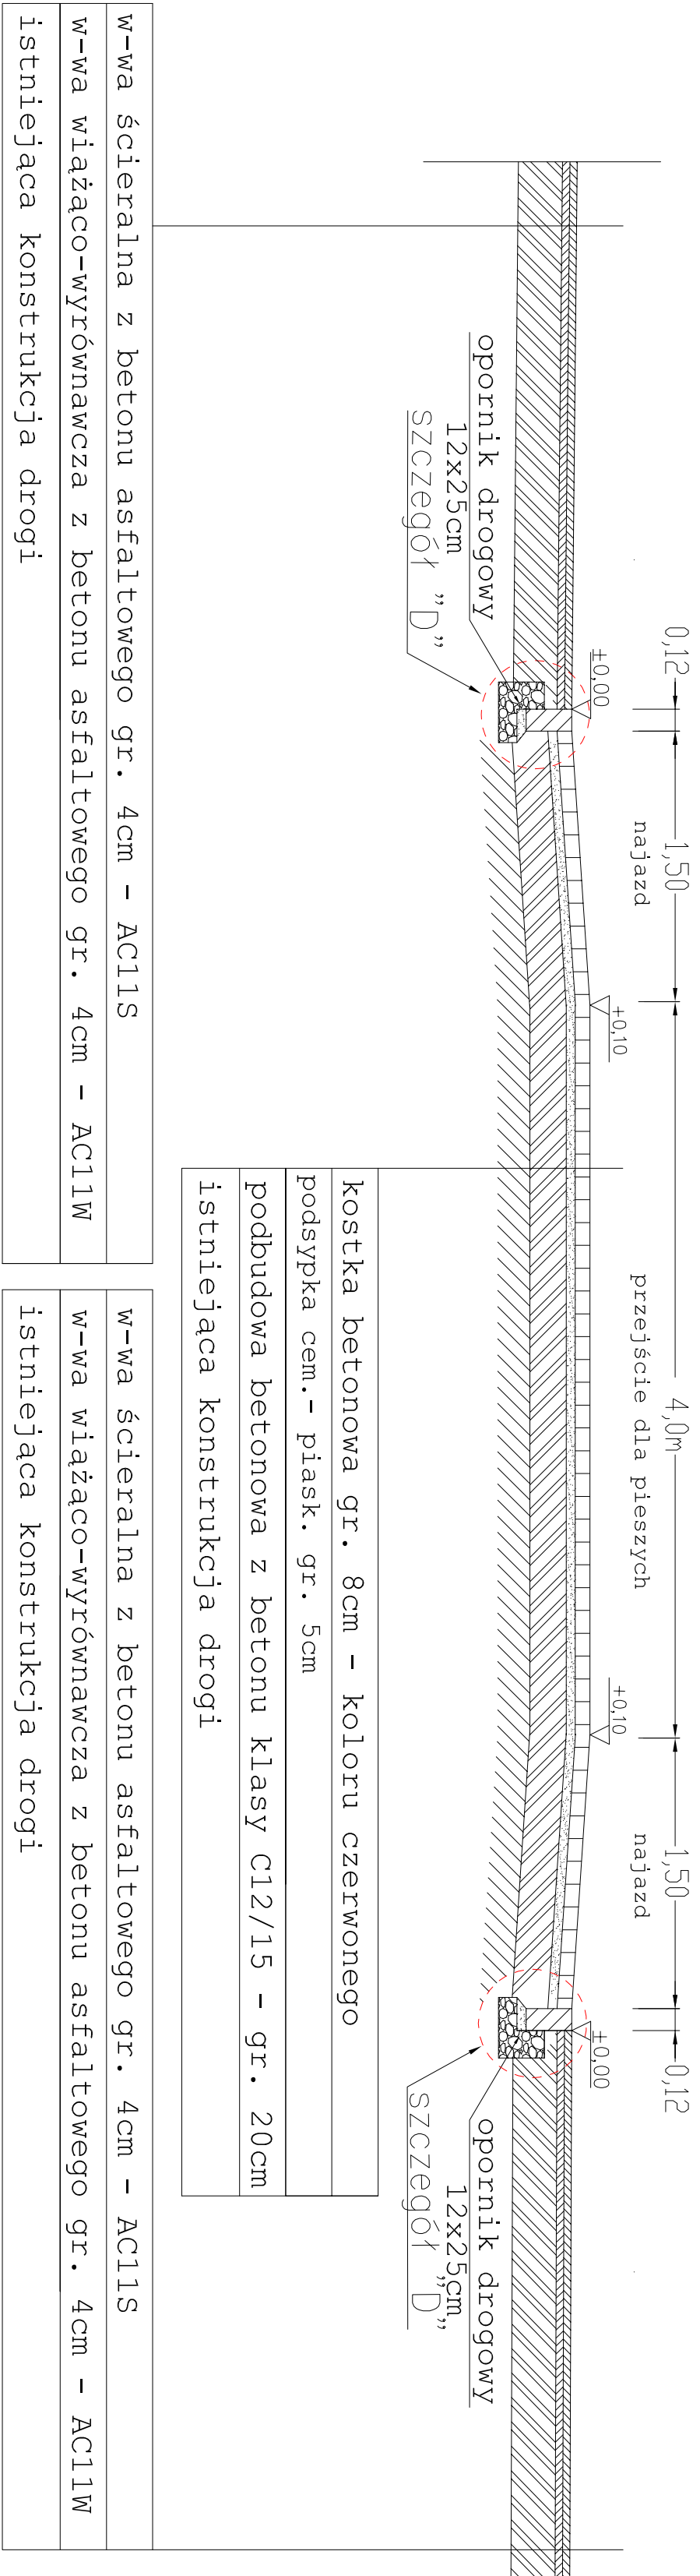 0,12
1,50
4,0m
1,50
0,12
najazd
przejście dla pieszych
najazd
±0,00
+0,10
+0,10
±0,00
opornik drogowy
12x25cm
szczegół "D"
opornik drogowy
12x25cm
szczegół "D"
kostka betonowa gr. 8cm - koloru czerwonego
podsypka cem.- piask. gr. 5cm
podbudowa betonowa z betonu klasy C12/15 - gr. 20cm
istniejąca konstrukcja drogi
w-wa ścieralna z betonu asfaltowego gr. 4cm - AC11S
w-wa wiążąco-wyrównawcza z betonu asfaltowego gr. 4cm - AC11W
istniejąca konstrukcja drogi
w-wa ścieralna z betonu asfaltowego gr. 4cm - AC11S
w-wa wiążąco-wyrównawcza z betonu asfaltowego gr. 4cm - AC11W
istniejąca konstrukcja drogi